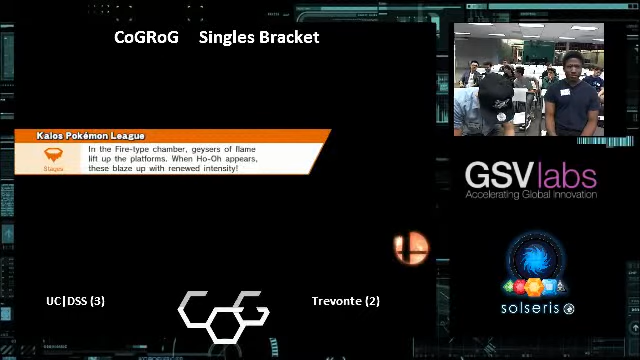 CoGRoG Singles Bracket
Kalos Pokémon League
In the Fire-type chamber, geysers of flame
lift up the platforms. When Ho-Oh appears,
these blaze up with renewed intensity!
Stages
GSVlabs
Accelerating Global Innovation
solseris
UC|DSS (3)
Trevonte (2)